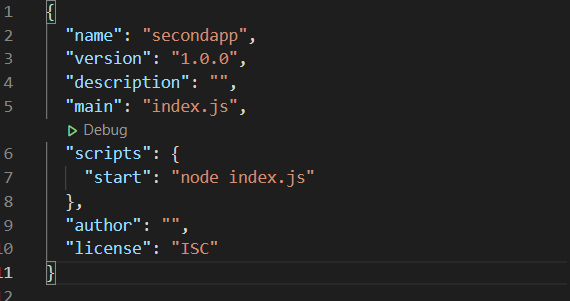 1 {
2 "name": "secondapp",
3 "version": "1.0.0",
4 "description": "",
5 "main": "index.js",
Debug
6 "scripts": {
7 "start": "node index.js"
8 },
9 "author": "",
10 "license": "ISC"
11 }
12